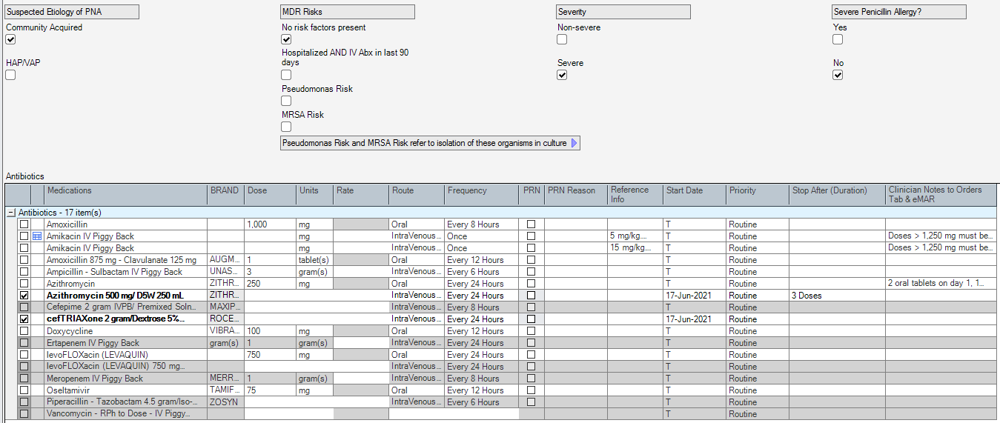 Suspected Etiology of PNA
MDR Risks
Severity
Severe Penicillin Allergy?
Community Acquired
No risk factors present
Non-severe
Yes
HAP/VAP
Hospitalized AND IV Abx in last 90
days
Severe
No
Pseudomonas Risk
MRSA Risk
Pseudomonas Risk and MRSA Risk refer to isolation of these organisms in culture
Antibiotics
Medications BRAND Dose Units Rate Route Frequency PRN PRN Reason Reference Info Start Date Priority Stop After (Duration) Clinician Notes to Orders Tab & eMAR
Antibiotics - 17 item(s)
Amoxicillin 1,000 mg Oral Every 8 Hours T Routine
Amikacin IV Piggy Back mg IntraVenous... Once 5 mg/kg.... T Routine Doses > 1,250 mg must be...
Amikacin IV Piggy Back mg IntraVenous... Once 15 mg/kg... T Routine Doses > 1,250 mg must be...
Amoxicillin 875 mg - Clavulanate 125 mg AUGM... 1 tablet(s) Oral Every 12 Hours T Routine
Ampicillin - Sulbactam IV Piggy Back UNAS... 3 gram(s) IntraVenous... Every 6 Hours T Routine
Azithromycin ZITHR... 250 mg Oral Every 24 Hours T Routine 2 oral tablets on day 1, 1...
Azithromycin 500 mg/ D5W 250 mL ZITHR... IntraVenous... Every 24 Hours 17-Jun-2021 Routine 3 Doses
Cefepime 2 gram IVPB/ Premixed Soln... MAXIP... IntraVenous... Every 8 Hours T Routine
cefTRIAXone 2 gram/Dextrose 5%... ROCE... IntraVenous... Every 24 Hours 17-Jun-2021 Routine
Doxycycline VIBRA... 100 mg Oral Every 12 Hours T Routine
Ertapenem IV Piggy Back gram(s) 1 gram(s) IntraVenous... Every 24 Hours T Routine
levoFLOXacin (LEVAQUIN) 750 mg Oral Every 24 Hours T Routine
levoFLOXacin (LEVAQUIN) 750 mg... IntraVenous... Every 24 Hours T Routine
Meropenem IV Piggy Back MERR... 1 gram(s) IntraVenous... Every 8 Hours T Routine
Oseltamivir TAMIF... 75 mg Oral Every 12 Hours T Routine
Piperacillin - Tazobactam 4.5 gram/Iso-... ZOSYN IntraVenous... Every 6 Hours T Routine
Vancomycin - RPh to Dose - IV Piggy... T Routine